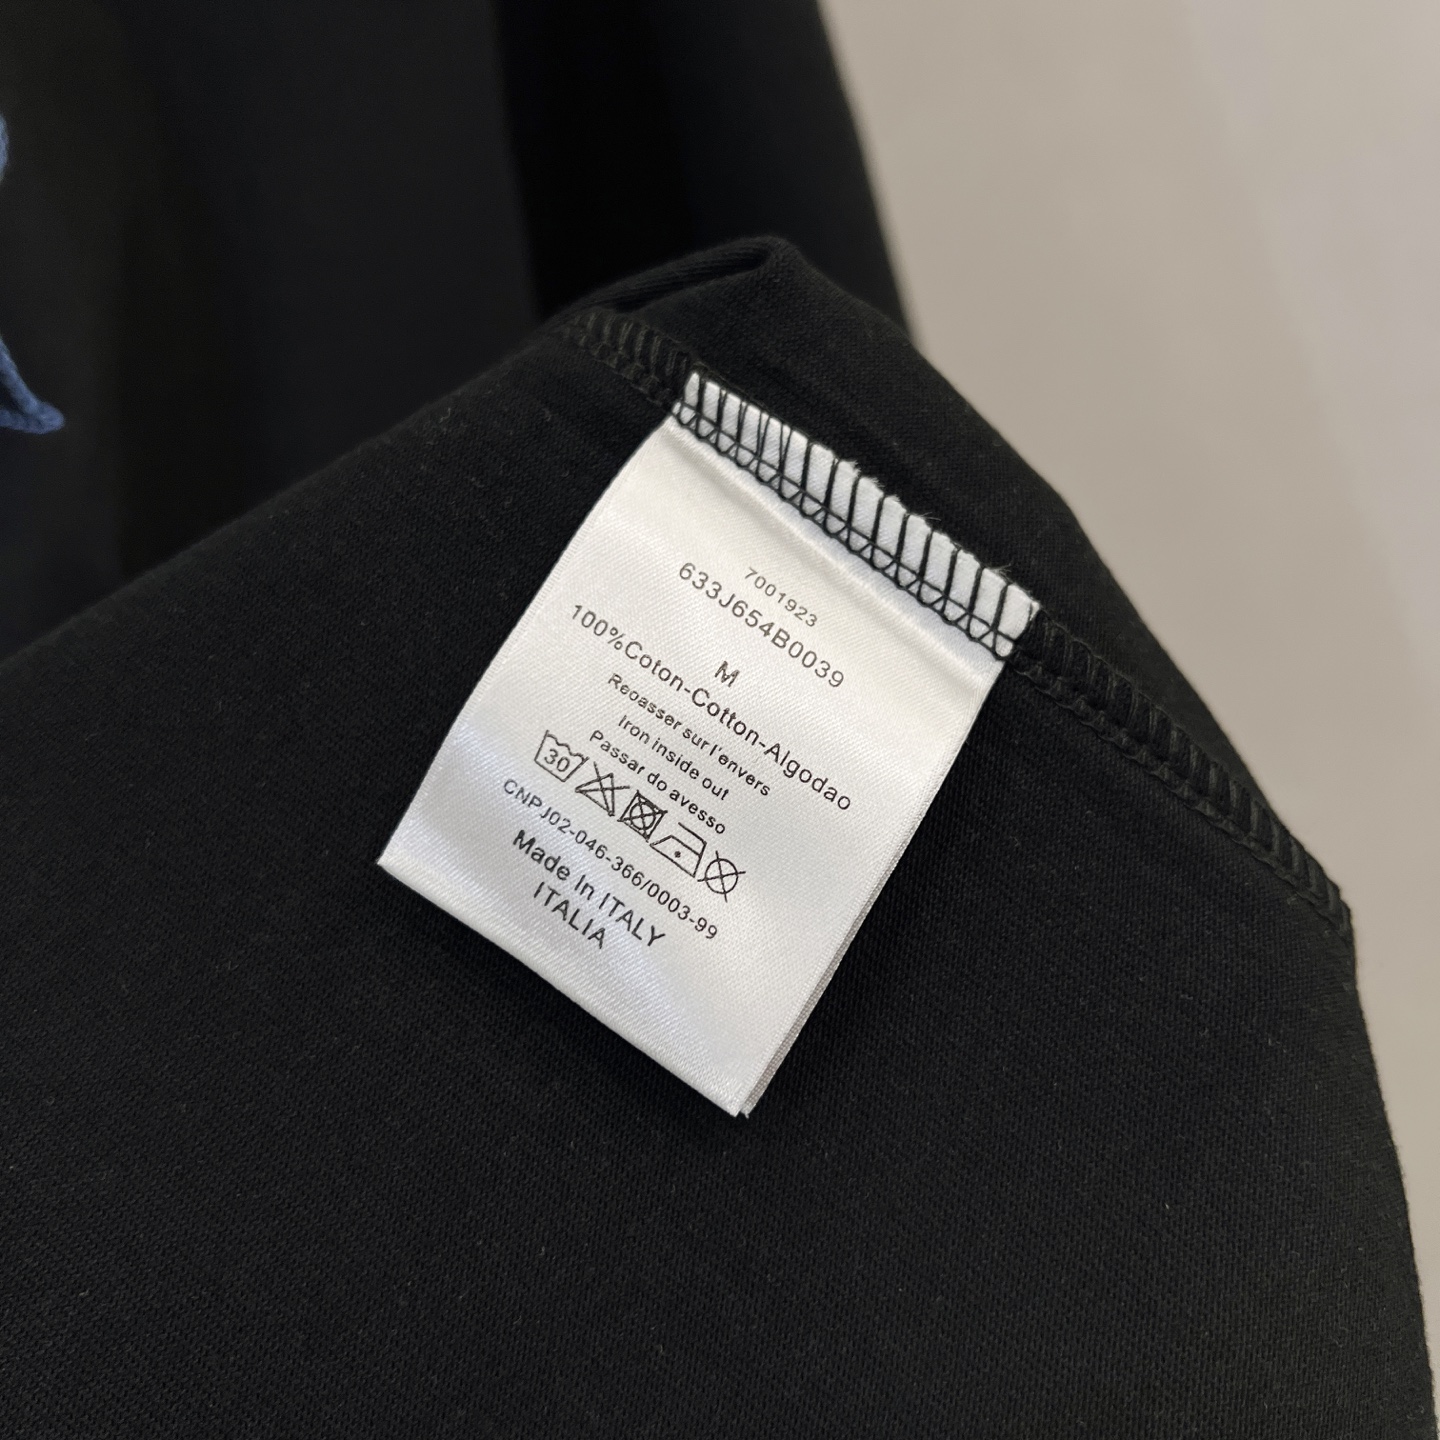 7001923
633J654B0039
M
100%Coton-Cotton-Algodao
Reoasser sur l'envers
Iron inside out
Passar do avesso
30
CNPJ02-046-366/0003-99
Made In ITALY
ITALIA